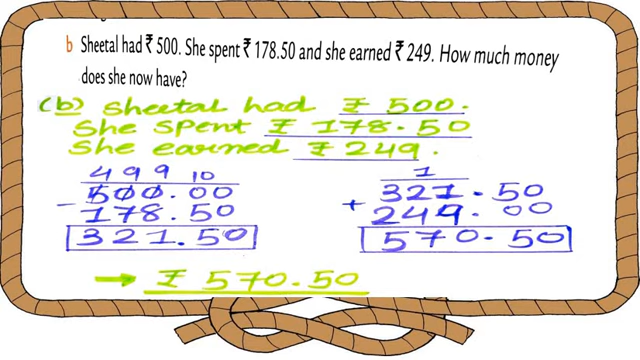 b Sheetal had ₹ 500. She spent ₹ 178.50 and she earned ₹ 249. How much money
does she now have?
(b) Sheetal had ₹ 500.
She spent ₹ 178.50
She earned ₹ 249.
4 9 9 10
500.00
- 178.50
321.50
1
321.50
+ 249.00
570.50
→ ₹ 570.50